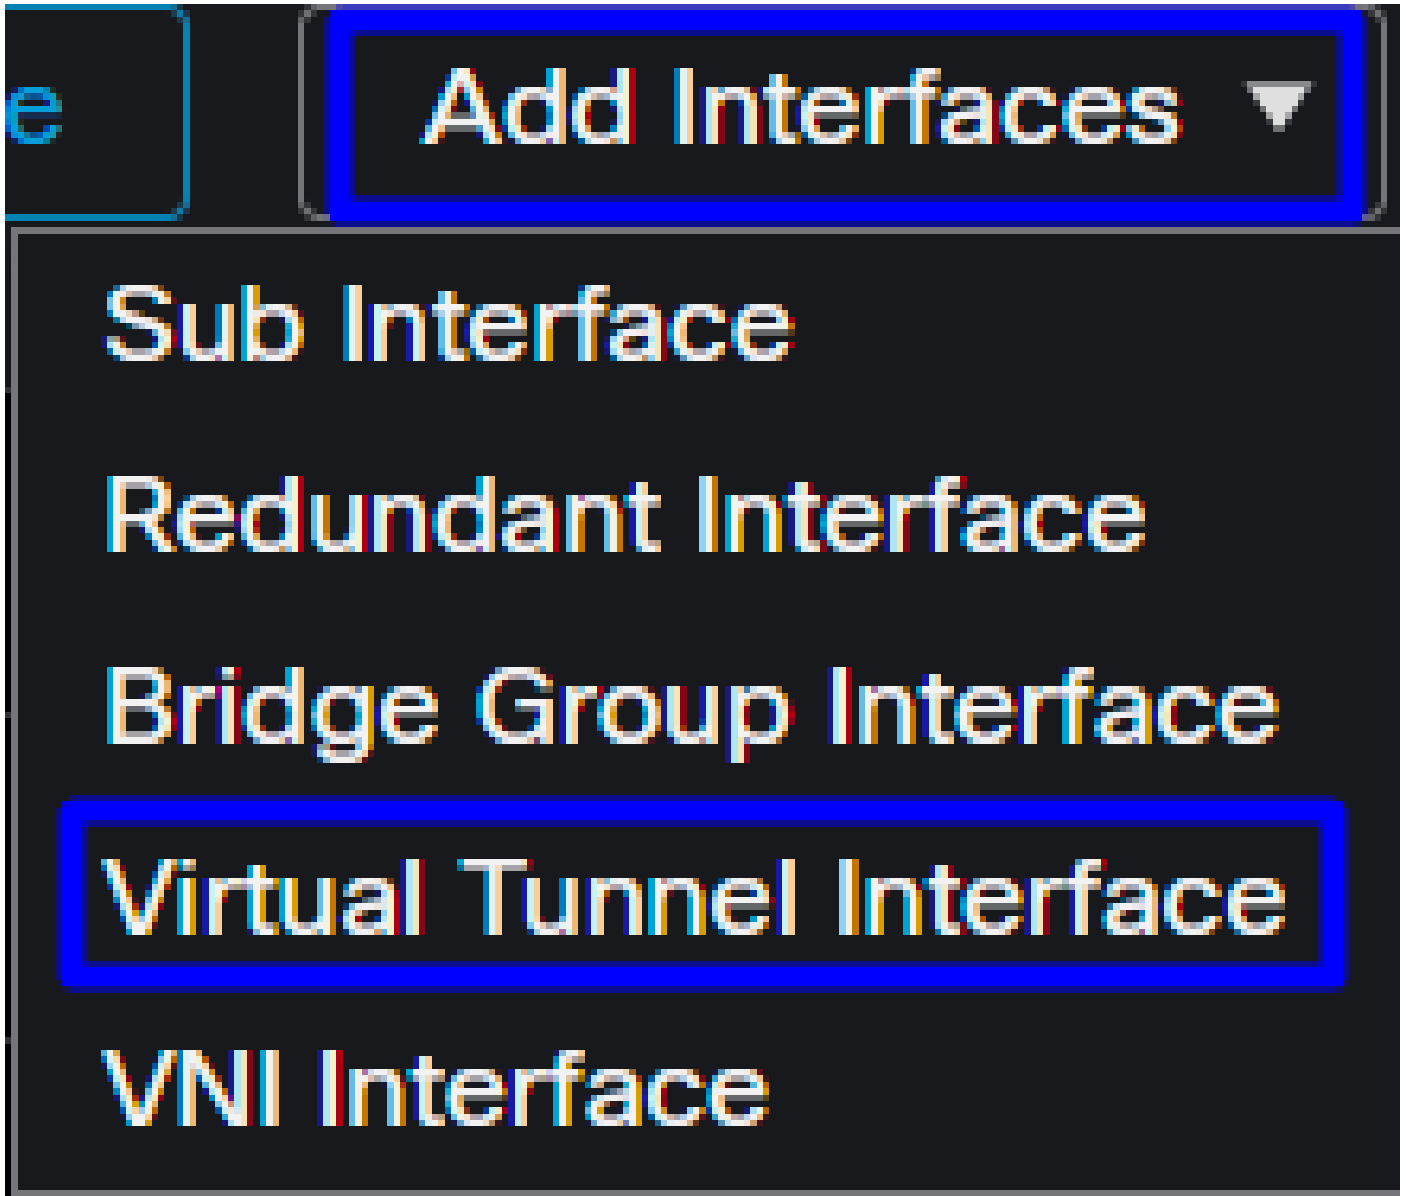 e Add Interfaces
Sub Interface
Redundant Interface
Bridge Group Interface
Virtual Tunnel Interface
VNI Interface